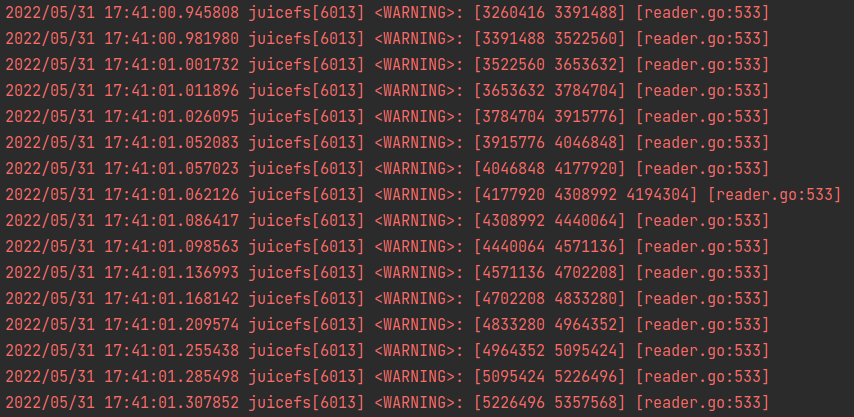 2022/05/31 17:41:00.945808 juicefs[6013] <WARNING>: [3260416 3391488] [reader.go:533]
2022/05/31 17:41:00.981980 juicefs[6013] <WARNING>: [3391488 3522560] [reader.go:533]
2022/05/31 17:41:01.001732 juicefs[6013] <WARNING>: [3522560 3653632] [reader.go:533]
2022/05/31 17:41:01.011896 juicefs[6013] <WARNING>: [3653632 3784704] [reader.go:533]
2022/05/31 17:41:01.026095 juicefs[6013] <WARNING>: [3784704 3915776] [reader.go:533]
2022/05/31 17:41:01.052083 juicefs[6013] <WARNING>: [3915776 4046848] [reader.go:533]
2022/05/31 17:41:01.057023 juicefs[6013] <WARNING>: [4046848 4177920] [reader.go:533]
2022/05/31 17:41:01.062126 juicefs[6013] <WARNING>: [4177920 4308992 4194304] [reader.go:533]
2022/05/31 17:41:01.086417 juicefs[6013] <WARNING>: [4308992 4440064] [reader.go:533]
2022/05/31 17:41:01.098563 juicefs[6013] <WARNING>: [4440064 4571136] [reader.go:533]
2022/05/31 17:41:01.136993 juicefs[6013] <WARNING>: [4571136 4702208] [reader.go:533]
2022/05/31 17:41:01.168142 juicefs[6013] <WARNING>: [4702208 4833280] [reader.go:533]
2022/05/31 17:41:01.209574 juicefs[6013] <WARNING>: [4833280 4964352] [reader.go:533]
2022/05/31 17:41:01.255438 juicefs[6013] <WARNING>: [4964352 5095424] [reader.go:533]
2022/05/31 17:41:01.285498 juicefs[6013] <WARNING>: [5095424 5226496] [reader.go:533]
2022/05/31 17:41:01.307852 juicefs[6013] <WARNING>: [5226496 5357568] [reader.go:533]